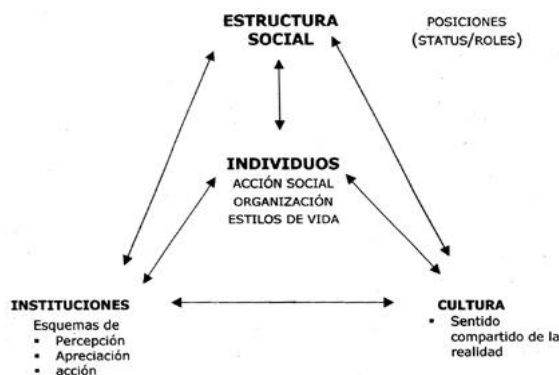 ESTRUCTURA
SOCIAL
POSICIONES
(STATUS/ROLES)
INDIVIDUOS
ACCIÓN SOCIAL
ORGANIZACIÓN
ESTILOS DE VIDA
INSTITUCIONES
Esquemas de
▪ Percepción
▪ Apreciación
▪ acción
CULTURA
▪ Sentido
compartido de la
realidad